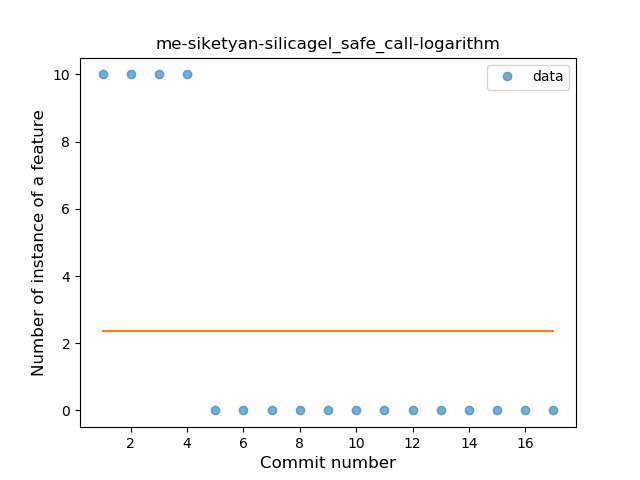 me-siketyan-silicagel_safe_call-logarithm
data
Number of instance of a feature
10
8
6
4
2
0
2 4 6 8 10 12 14 16
Commit number